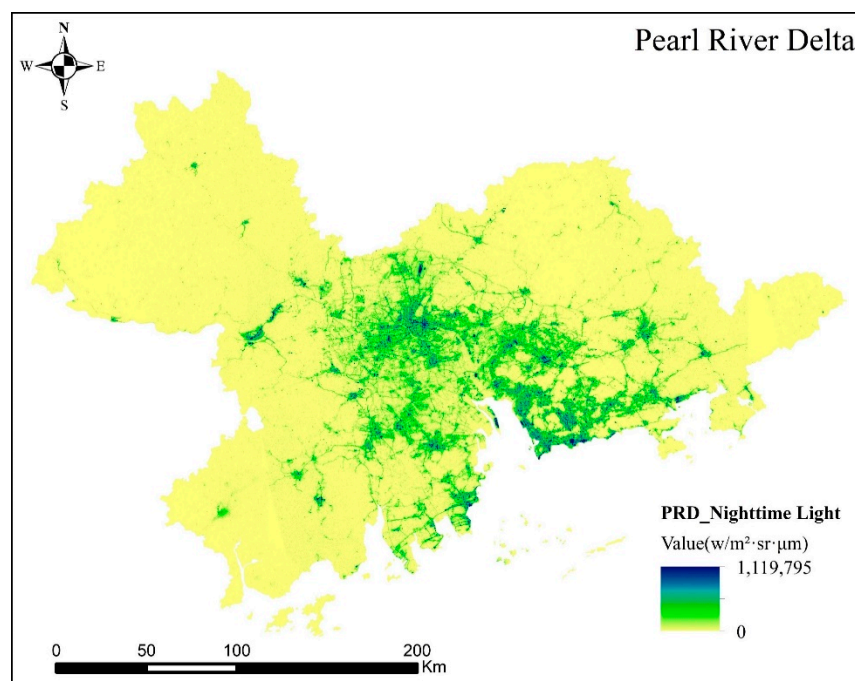 Pearl River Delta
N
W E
S
PRD_Nighttime Light
Value(w/m²·sr·μm)
1,119,795
0
0 50 100 200
Km